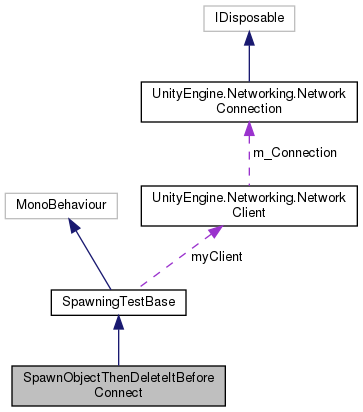 IDisposable
UnityEngine.Networking.Network
Connection
m_Connection
MonoBehaviour
UnityEngine.Networking.Network
Client
myClient
SpawningTestBase
SpawnObjectThenDeleteItBefore
Connect